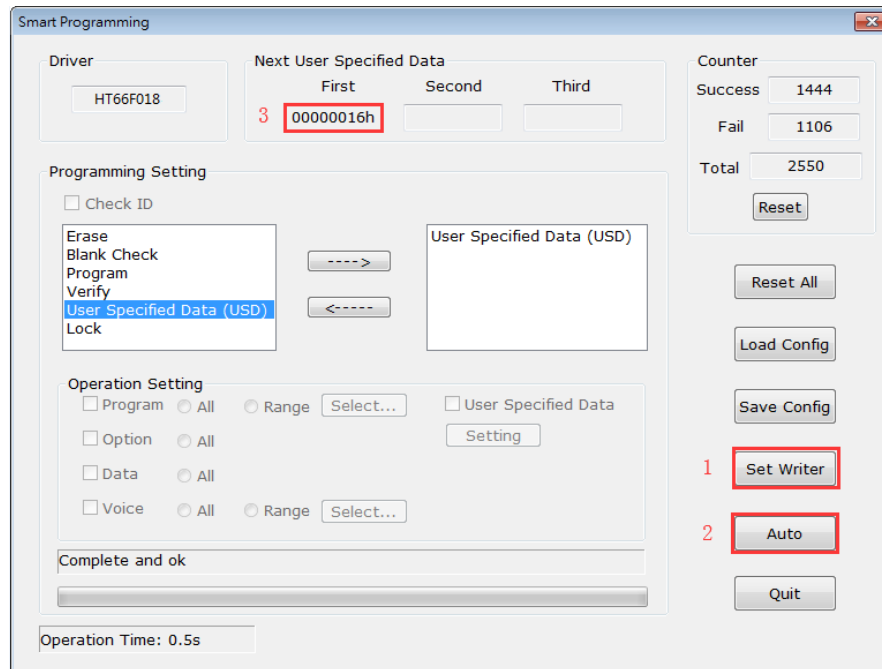 Smart Programming
Driver
HT66F018
Next User Specified Data
First Second Third
3 00000016h
Counter
Success 1444
Fail 1106
Total 2550
Reset
Programming Setting
Check ID
Erase
Blank Check
Program
Verify
User Specified Data (USD)
Lock
---->
<-----
User Specified Data (USD)
Reset All
Load Config
Save Config
1 Set Writer
2 Auto
Quit
Operation Setting
Program All Range Select...
Option All
Data All
Voice All Range Select...
User Specified Data
Setting
Complete and ok
Operation Time: 0.5s